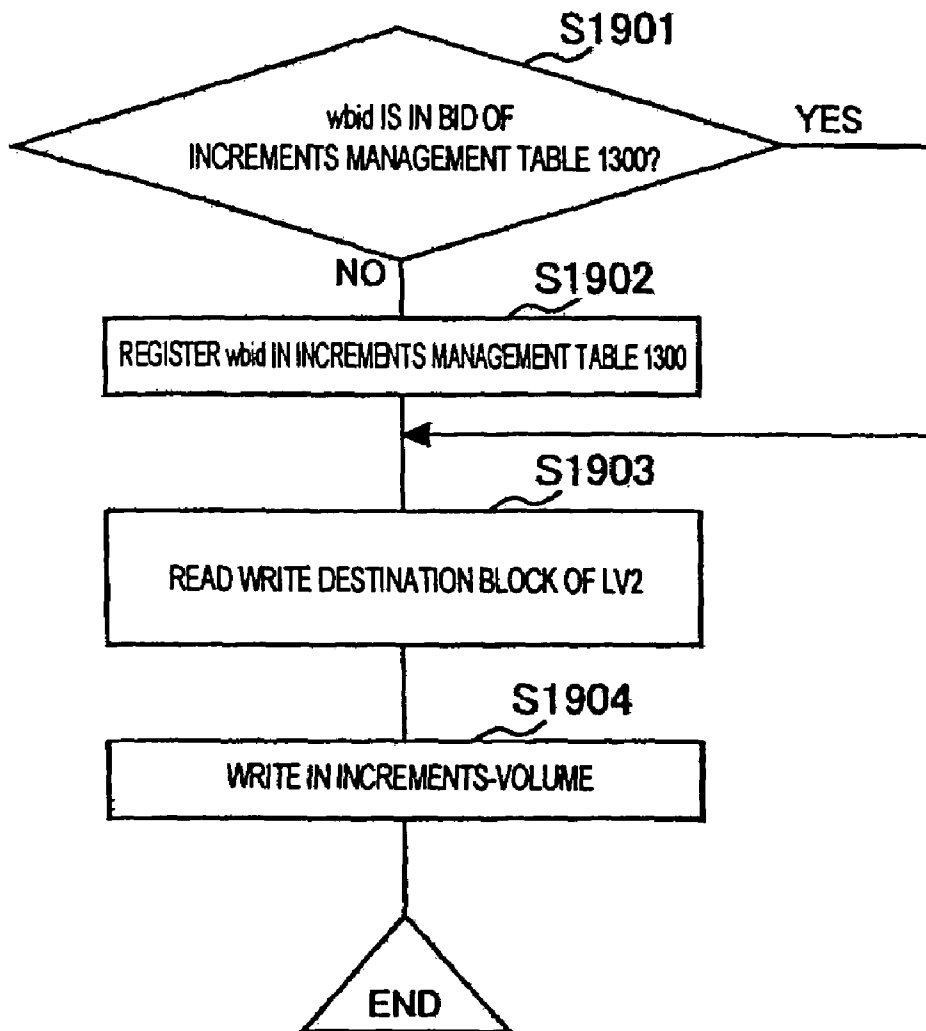 S1901
wbid IS IN BID OF
INCREMENTS MANAGEMENT TABLE 1300?
YES
NO
S1902
REGISTER wbid IN INCREMENTS MANAGEMENT TABLE 1300
S1903
READ WRITE DESTINATION BLOCK OF LV2
S1904
WRITE IN INCREMENTS-VOLUME
END